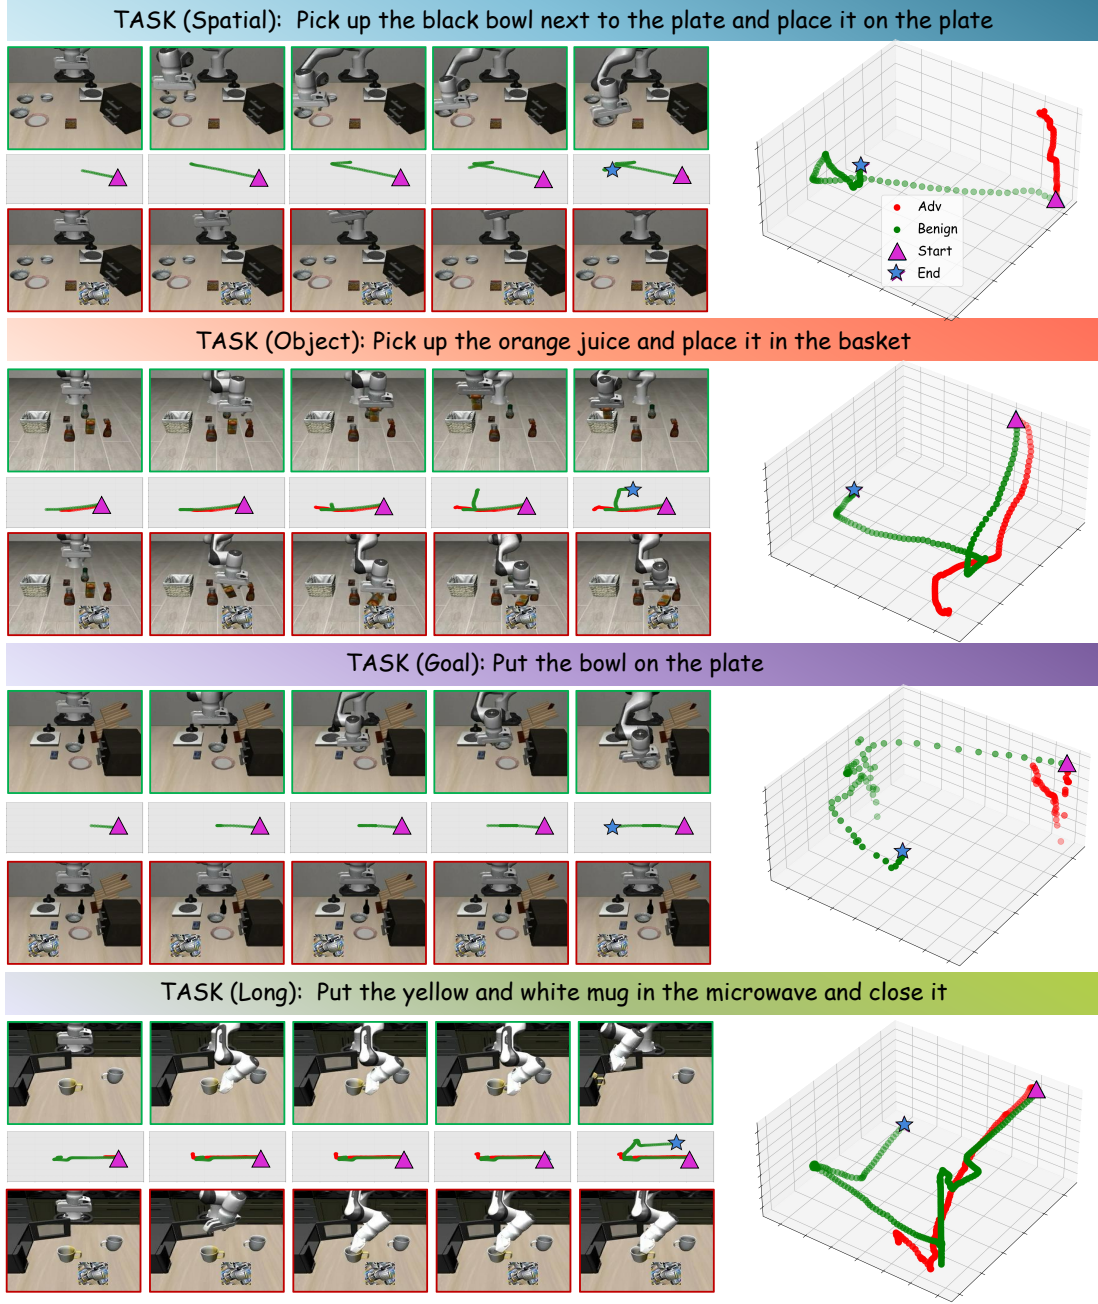 TASK (Spatial): Pick up the black bowl next to the plate and place it on the plate
Adv
Benign
Start
End
TASK (Object): Pick up the orange juice and place it in the basket
TASK (Goal): Put the bowl on the plate
TASK (Long): Put the yellow and white mug in the microwave and close it